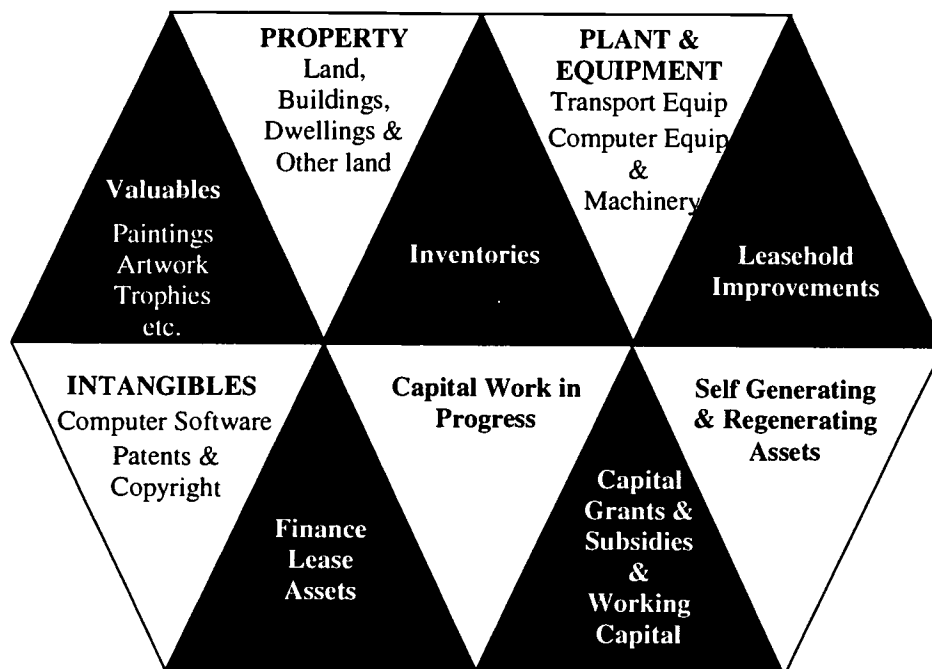 PROPERTY
Land,
Buildings,
Dwellings &
Other land
PLANT &
EQUIPMENT
Transport Equip
Computer Equip
&
Machinery
Valuables
Paintings
Artwork
Trophies
etc.
Inventories
Leasehold
Improvements
INTANGIBLES
Computer Software
Patents &
Copyright
Finance
Lease
Assets
Capital Work in
Progress
Capital
Grants &
Subsidies
&
Working
Capital
Self Generating
& Regenerating
Assets